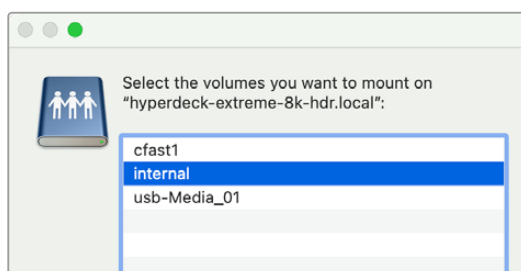 Select the volumes you want to mount on
“hyperdeck-extreme-8k-hdr.local”:
cfast1
internal
usb-Media_01